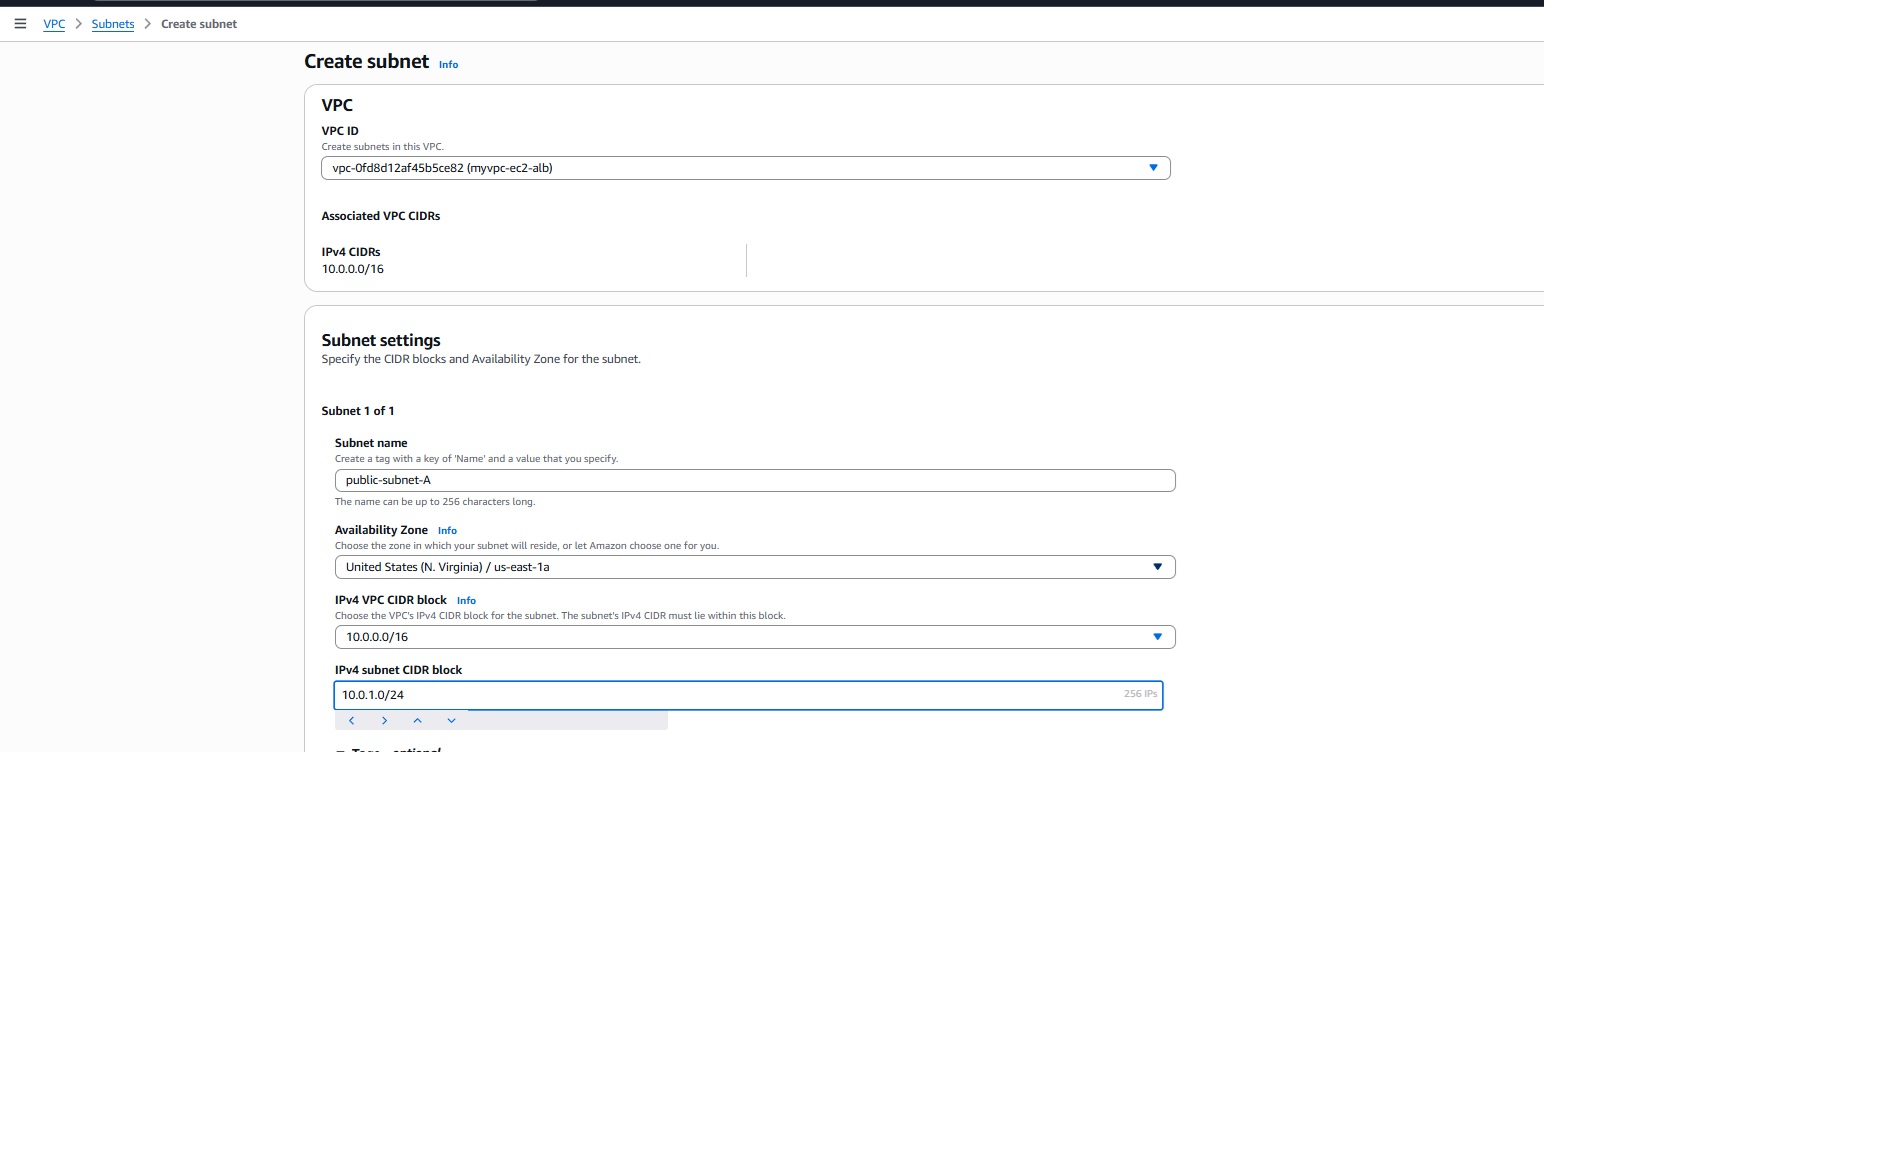 VPC > Subnets > Create subnet
Create subnet Info
VPC
VPC ID
Create subnets in this VPC.
vpc-0fd8d12af45b5ce82 (myvpc-ec2-alb)
Associated VPC CIDRs
IPv4 CIDRs
10.0.0.0/16
Subnet settings
Specify the CIDR blocks and Availability Zone for the subnet.
Subnet 1 of 1
Subnet name
Create a tag with a key of 'Name' and a value that you specify.
public-subnet-A
The name can be up to 256 characters long.
Availability Zone Info
Choose the zone in which your subnet will reside, or let Amazon choose one for you.
United States (N. Virginia) / us-east-1a
IPv4 VPC CIDR block Info
Choose the VPC's IPv4 CIDR block for the subnet. The subnet's IPv4 CIDR must lie within this block.
10.0.0.0/16
IPv4 subnet CIDR block
10.0.1.0/24 256 IPs
Tags - optional